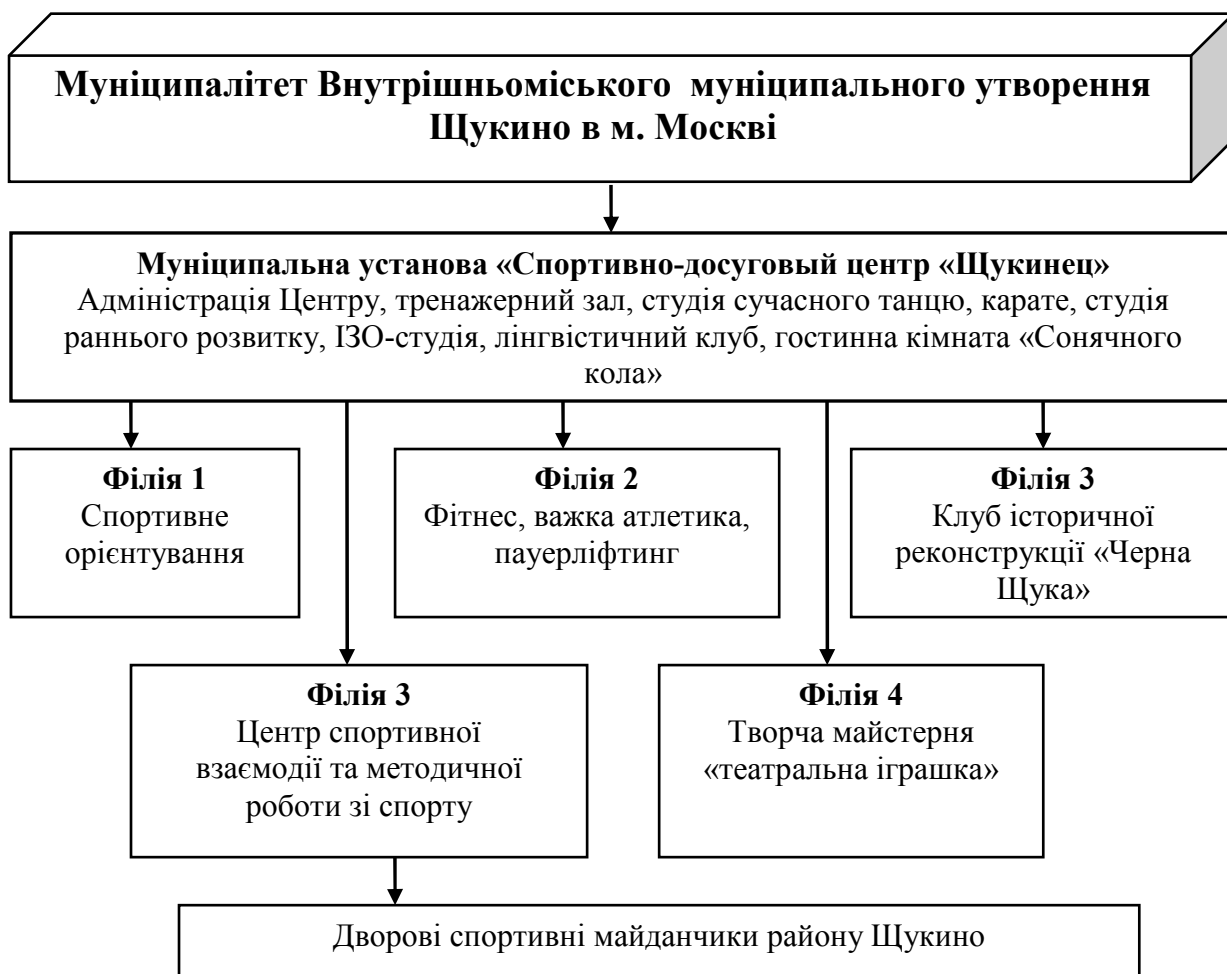 Муніципалітет Внутрішньоміського муніципального утворення
Щукино в м. Москві
Муніципальна установа «Спортивно-досуговый центр «Щукинец»
Адміністрація Центру, тренажерний зал, студія сучасного танцю, карате, студія
раннього розвитку, ІЗО-студія, лінгвістичний клуб, гостинна кімната «Сонячного
кола»
Філія 1
Спортивне
орієнтування
Філія 2
Фітнес, важка атлетика,
пауерліфтинг
Філія 3
Клуб історичної
реконструкції «Черна
Щука»
Філія 3
Центр спортивної
взаємодії та методичної
роботи зі спорту
Філія 4
Творча майстерня
«театральна іграшка»
Дворові спортивні майданчики району Щукино